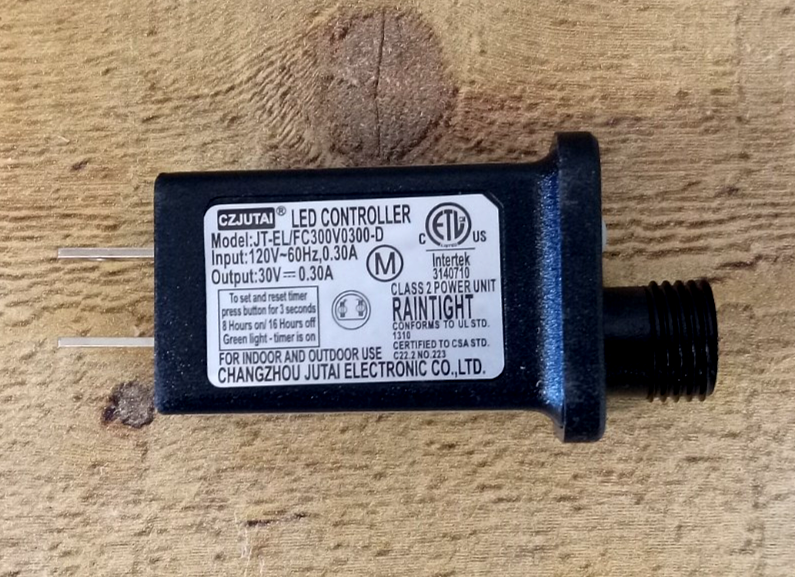 CZJUTAI® LED CONTROLLER
Model:JT-EL/FC300V0300-D
Input:120V~60Hz,0.30A
Output:30V⎓0.30A
M
C ETL US
LISTED
Intertek
3140710
CLASS 2 POWER UNIT
RAINTIGHT
CONFORMS TO UL STD.
1310
CERTIFIED TO CSA STD.
C22.2 NO.223
To set and reset timer
press button for 3 seconds
8 Hours on/ 16 Hours off
Green light - timer is on
FOR INDOOR AND OUTDOOR USE
CHANGZHOU JUTAI ELECTRONIC CO.,LTD.